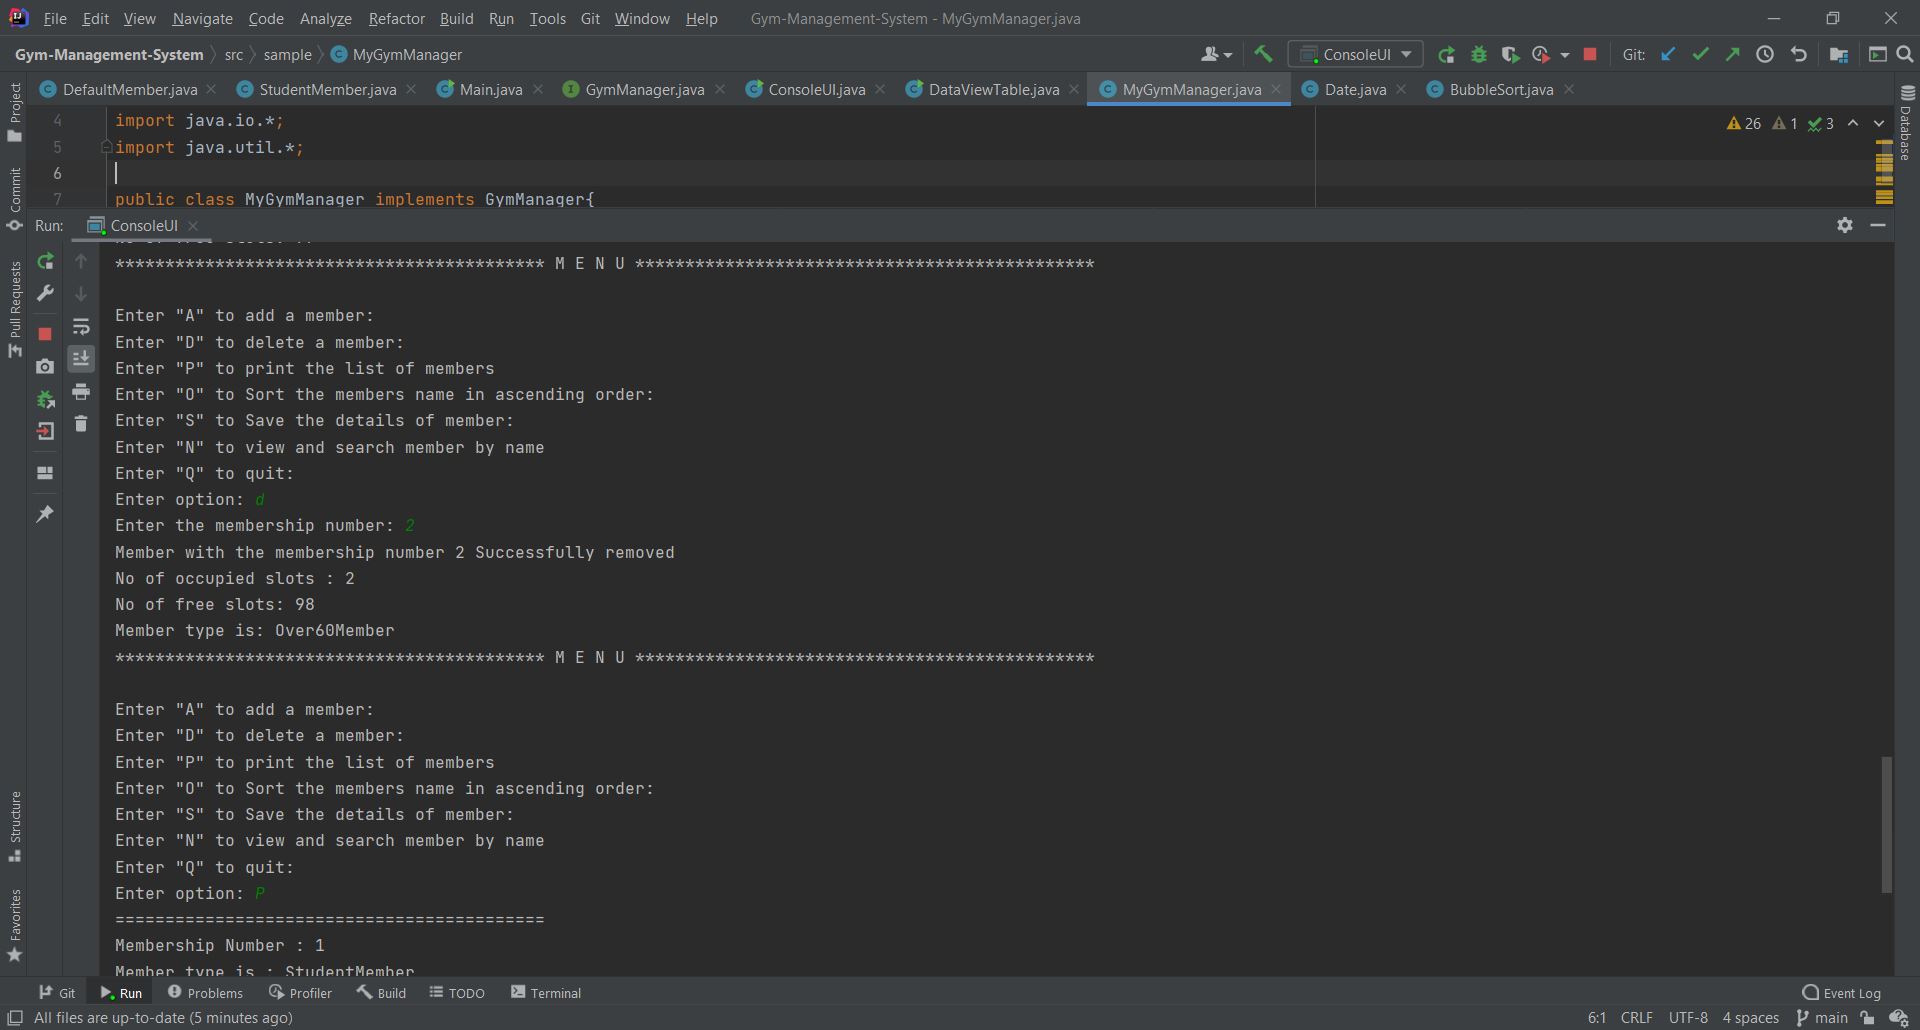 File Edit View Navigate Code Analyze Refactor Build Run Tools Git Window Help Gym-Management-System - MyGymManager.java
Gym-Management-System src sample MyGymManager ConsoleUI Git:
DefaultMember.java StudentMember.java Main.java GymManager.java ConsoleUI.java DataViewTable.java MyGymManager.java Date.java BubbleSort.java
4 import java.io.*; 26 1 3
5 import java.util.*;
6
7 public class MyGymManager implements GymManager{
Run: ConsoleUI
******************************************* M E N U **********************************************
Enter "A" to add a member:
Enter "D" to delete a member:
Enter "P" to print the list of members
Enter "O" to Sort the members name in ascending order:
Enter "S" to Save the details of member:
Enter "N" to view and search member by name
Enter "Q" to quit:
Enter option: d
Enter the membership number: 2
Member with the membership number 2 Successfully removed
No of occupied slots : 2
No of free slots: 98
Member type is: Over60Member
******************************************* M E N U **********************************************
Enter "A" to add a member:
Enter "D" to delete a member:
Enter "P" to print the list of members
Enter "O" to Sort the members name in ascending order:
Enter "S" to Save the details of member:
Enter "N" to view and search member by name
Enter "Q" to quit:
Enter option: P
===========================================
Membership Number : 1
Member type is : StudentMember
Project
Commit
Pull Requests
Structure
Favorites
Database
Git Run Problems Profiler Build TODO Terminal Event Log
All files are up-to-date (5 minutes ago) 6:1 CRLF UTF-8 4 spaces main